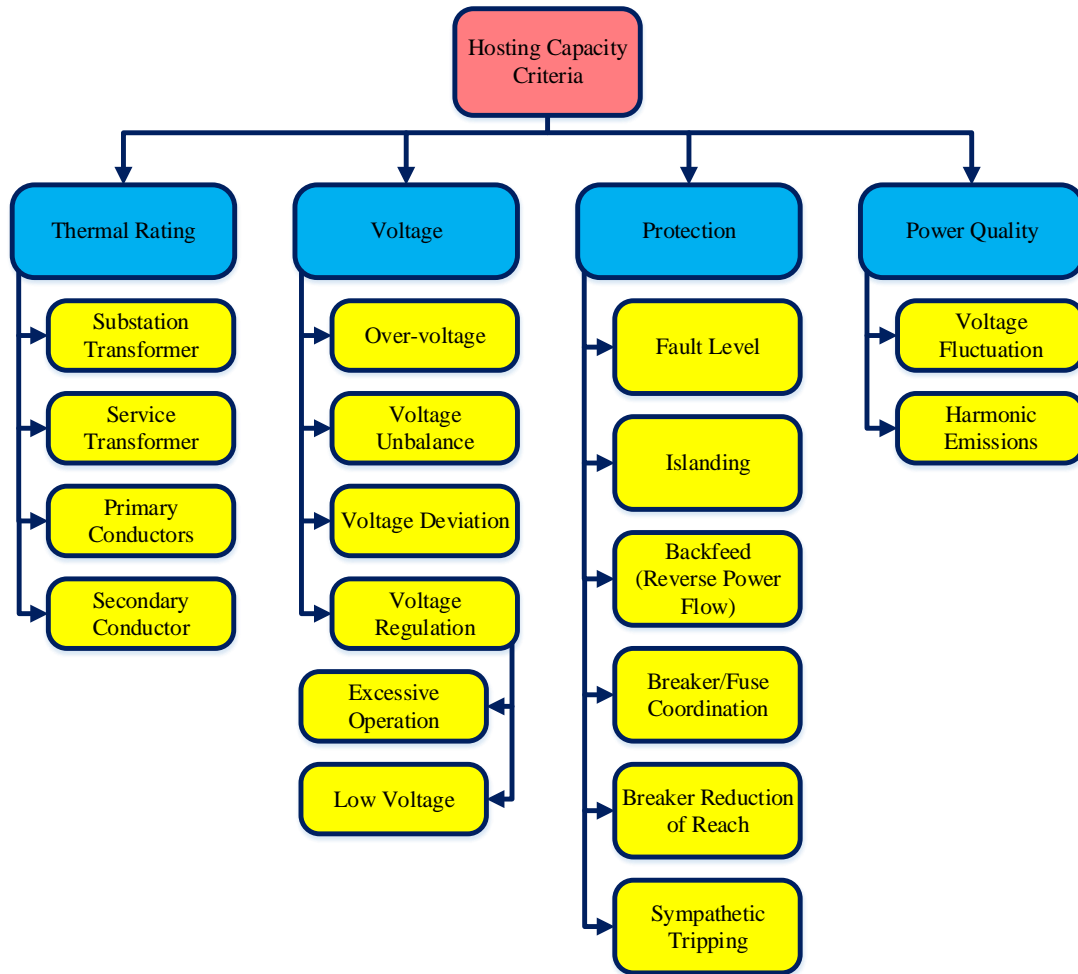 Hosting Capacity
Criteria
Thermal Rating
Voltage
Protection
Power Quality
Substation
Transformer
Service
Transformer
Primary
Conductors
Secondary
Conductor
Over-voltage
Voltage
Unbalance
Voltage Deviation
Voltage
Regulation
Excessive
Operation
Low Voltage
Fault Level
Islanding
Backfeed
(Reverse Power
Flow)
Breaker/Fuse
Coordination
Breaker Reduction
of Reach
Sympathetic
Tripping
Voltage
Fluctuation
Harmonic
Emissions